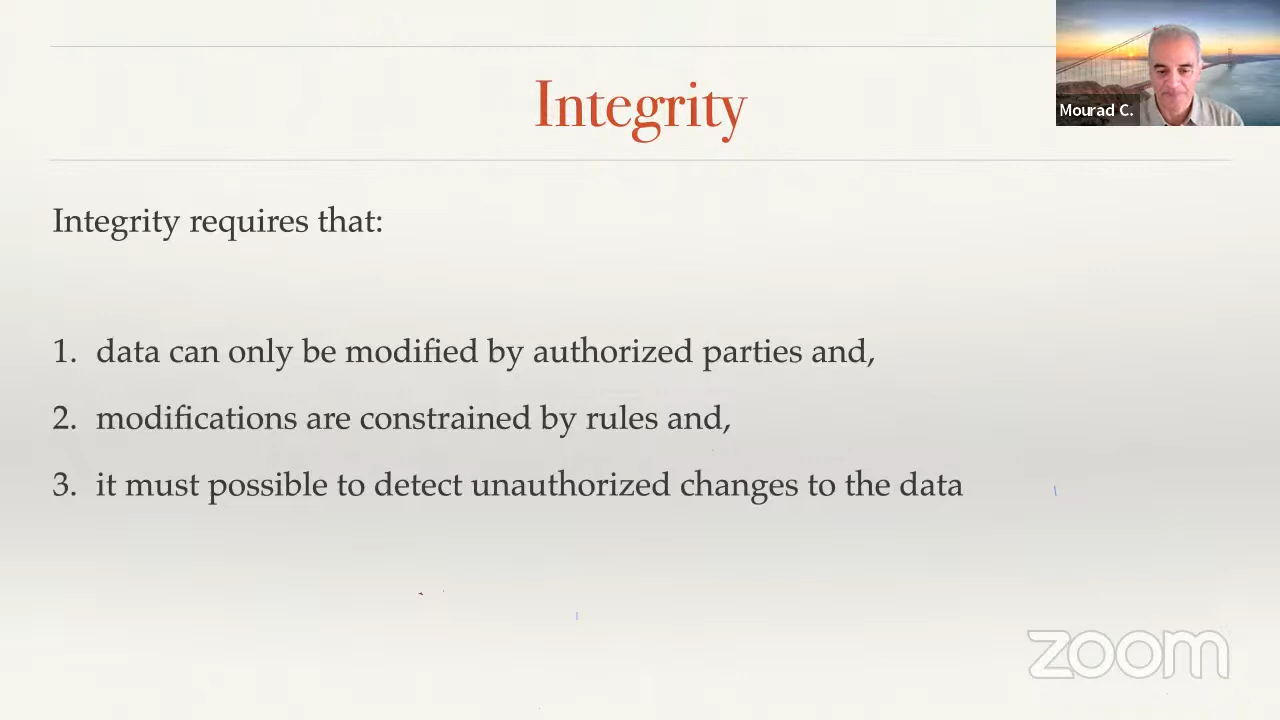 Integrity
Mourad C.
Integrity requires that:
1. data can only be modified by authorized parties and,
2. modifications are constrained by rules and,
3. it must possible to detect unauthorized changes to the data
zoom